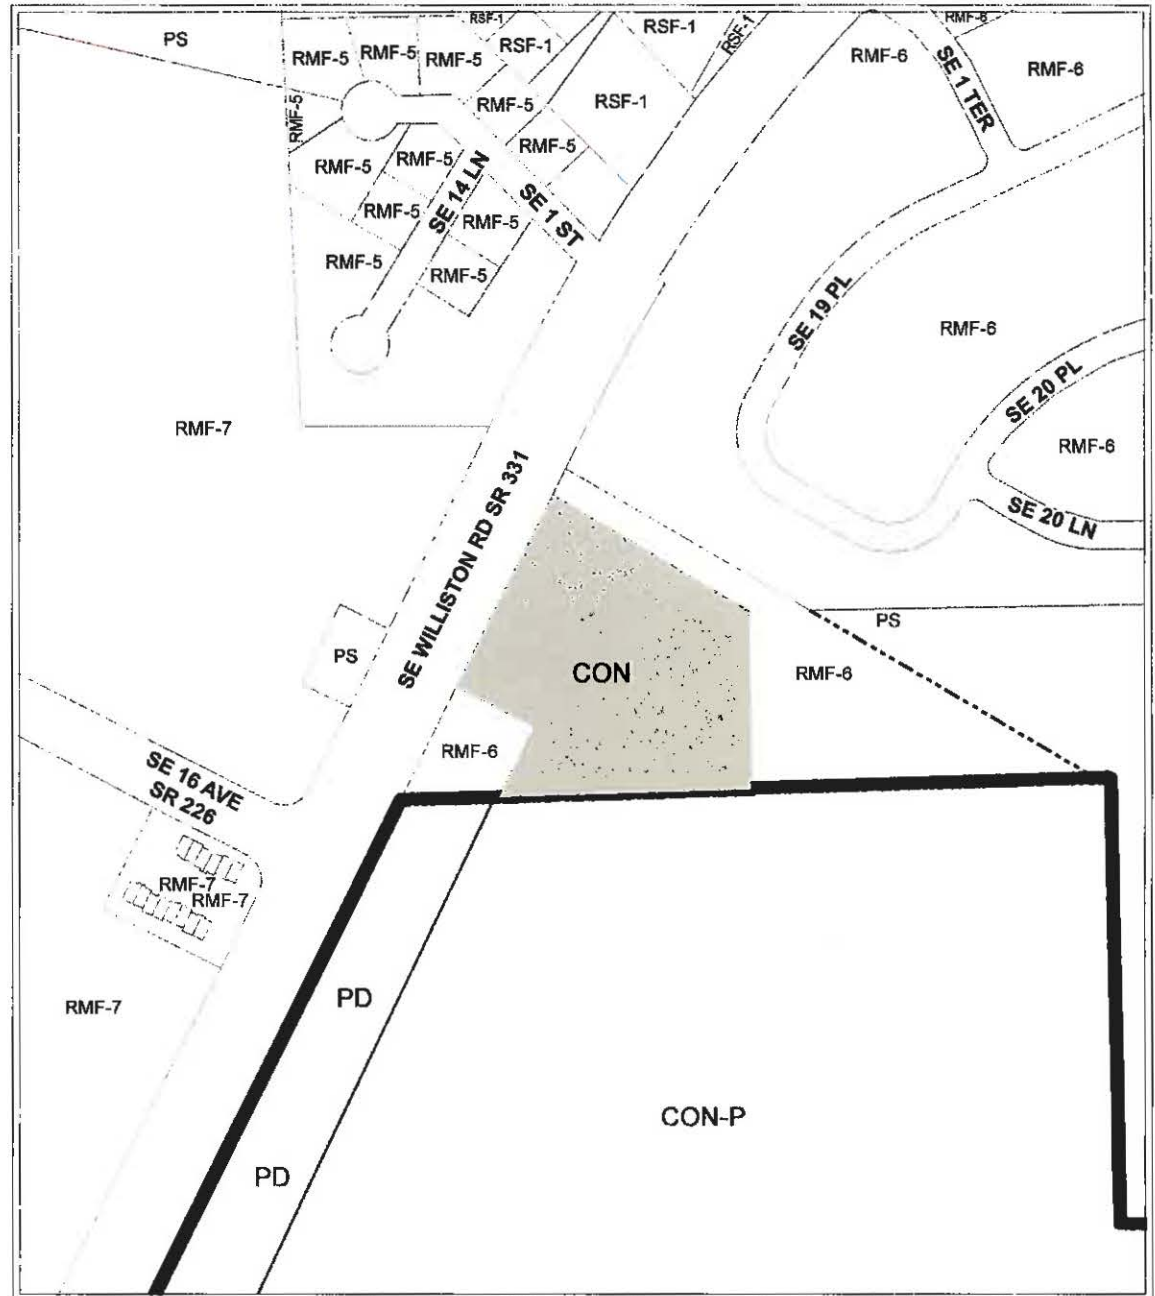 PS
RSF-1
RSF-1
RSF-1
RSF-1
RMF-6
RMF-6
RMF-6
SE 1 TER
RMF-5
RMF-5
RMF-5
RMF-5
RMF-5
RSF-1
RMF-5
RMF-5
RMF-5
SE 14 LN
SE 1 ST
RMF-5
RMF-5
RMF-5
RMF-5
SE 19 PL
RMF-6
SE 20 PL
RMF-7
RMF-6
SE WILLISTON RD SR 331
SE 20 LN
PS
PS
CON
RMF-6
RMF-6
SE 16 AVE
SR 226
RMF-7
RMF-7
RMF-7
PD
CON-P
PD